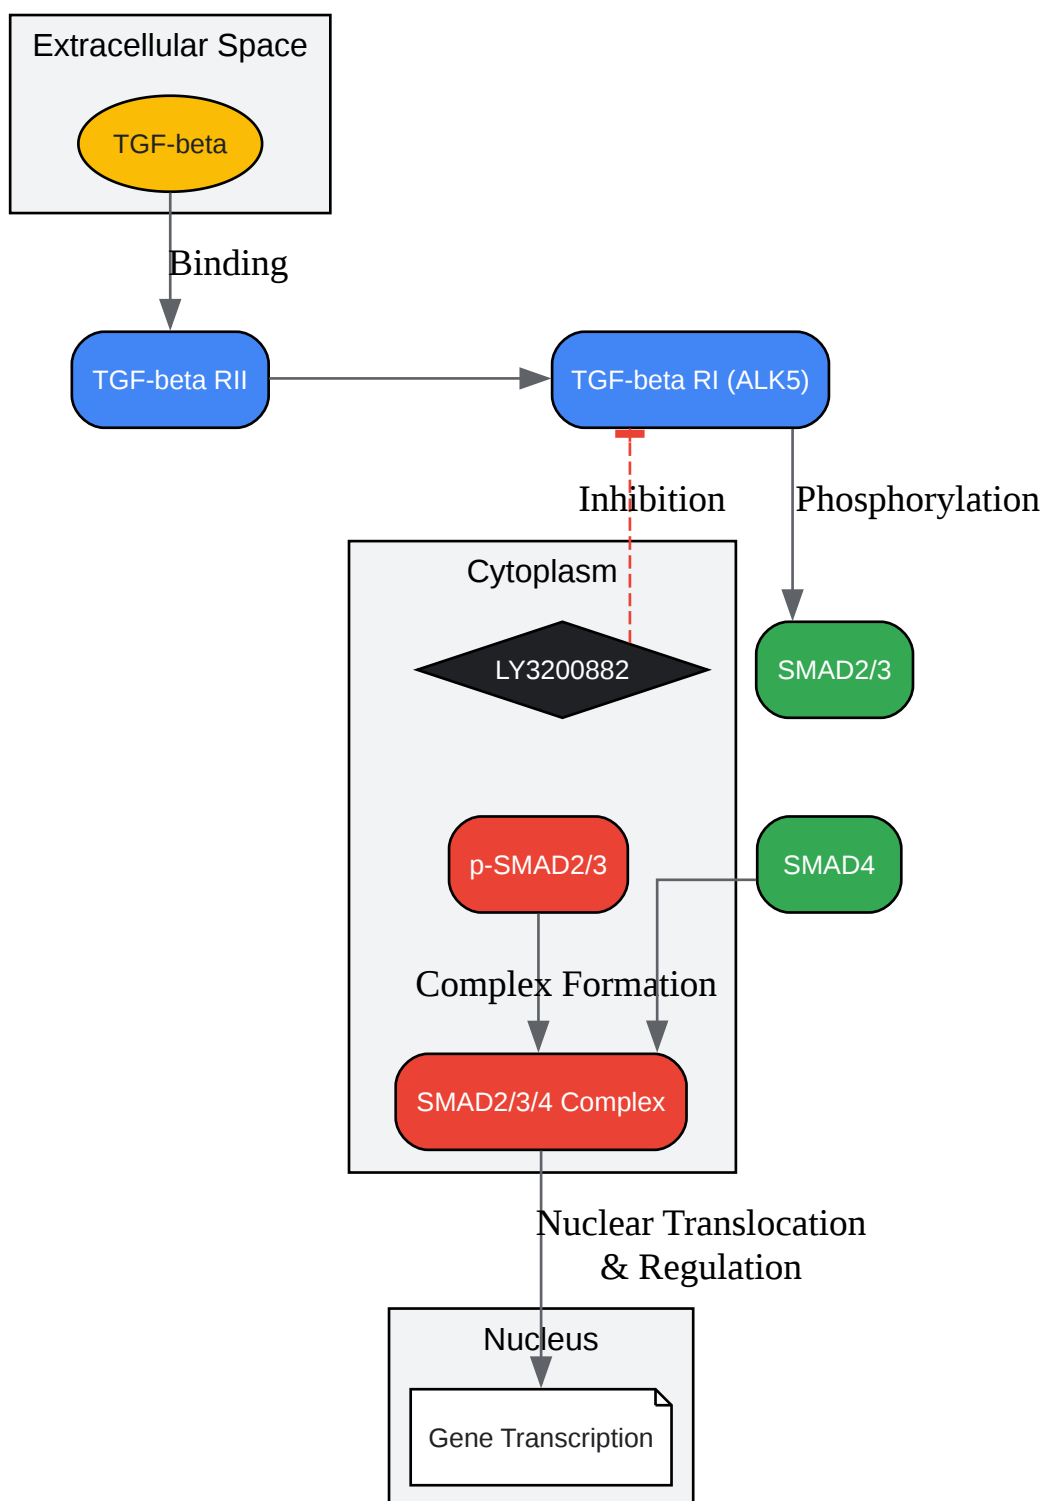 Extracellular Space
TGF-beta
Binding
TGF-beta RII
TGF-beta RI (ALK5)
Inhibition
Phosphorylation
Cytoplasm
LY3200882
SMAD2/3
p-SMAD2/3
SMAD4
Complex Formation
SMAD2/3/4 Complex
Nuclear Translocation
& Regulation
Nucleus
Gene Transcription